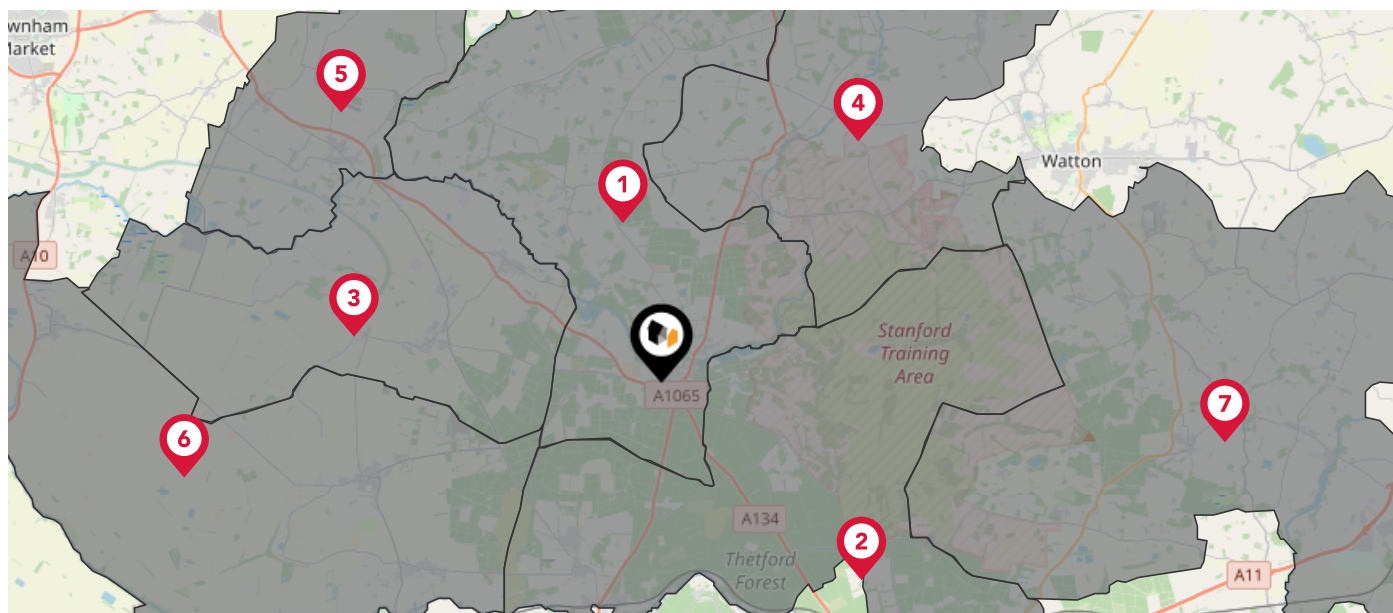 wnham
Market
5
4
1
Watton
A10
3
Stanford
Training
Area
A1065
7
6
A134
2
Thetford
Forest
A11